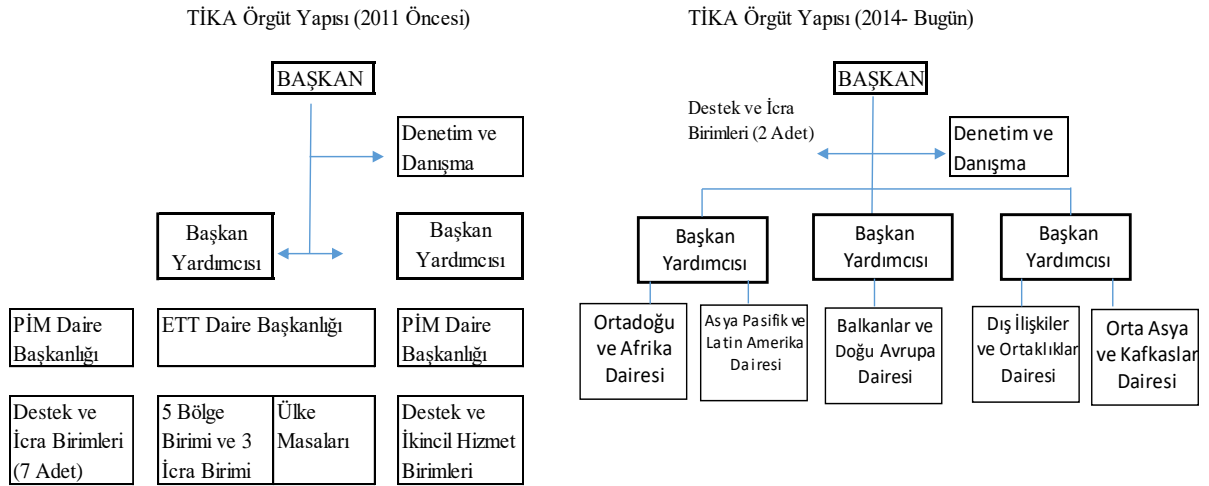 TİKA Örgüt Yapısı (2011 Öncesi)
BAŞKAN
Denetim ve
Danışma
Başkan
Yardımcısı
Başkan
Yardımcısı
PİM Daire
Başkanlığı
ETT Daire Başkanlığı
PİM Daire
Başkanlığı
Destek ve
İcra Birimleri
(7 Adet)
5 Bölge
Birimi ve 3
İcra Birimi
Ülke
Masaları
Destek ve
İkincil Hizmet
Birimleri
TİKA Örgüt Yapısı (2014- Bugün)
BAŞKAN
Destek ve İcra
Birimleri (2 Adet)
Denetim ve
Danışma
Başkan
Yardımcısı
Başkan
Yardımcısı
Başkan
Yardımcısı
Ortadoğu
ve Afrika
Dairesi
Asya Pasifik ve
Latin Amerika
Dairesi
Balkanlar ve
Doğu Avrupa
Dairesi
Dış İlişkiler
ve Ortaklıklar
Dairesi
Orta Asya
ve Kafkaslar
Dairesi